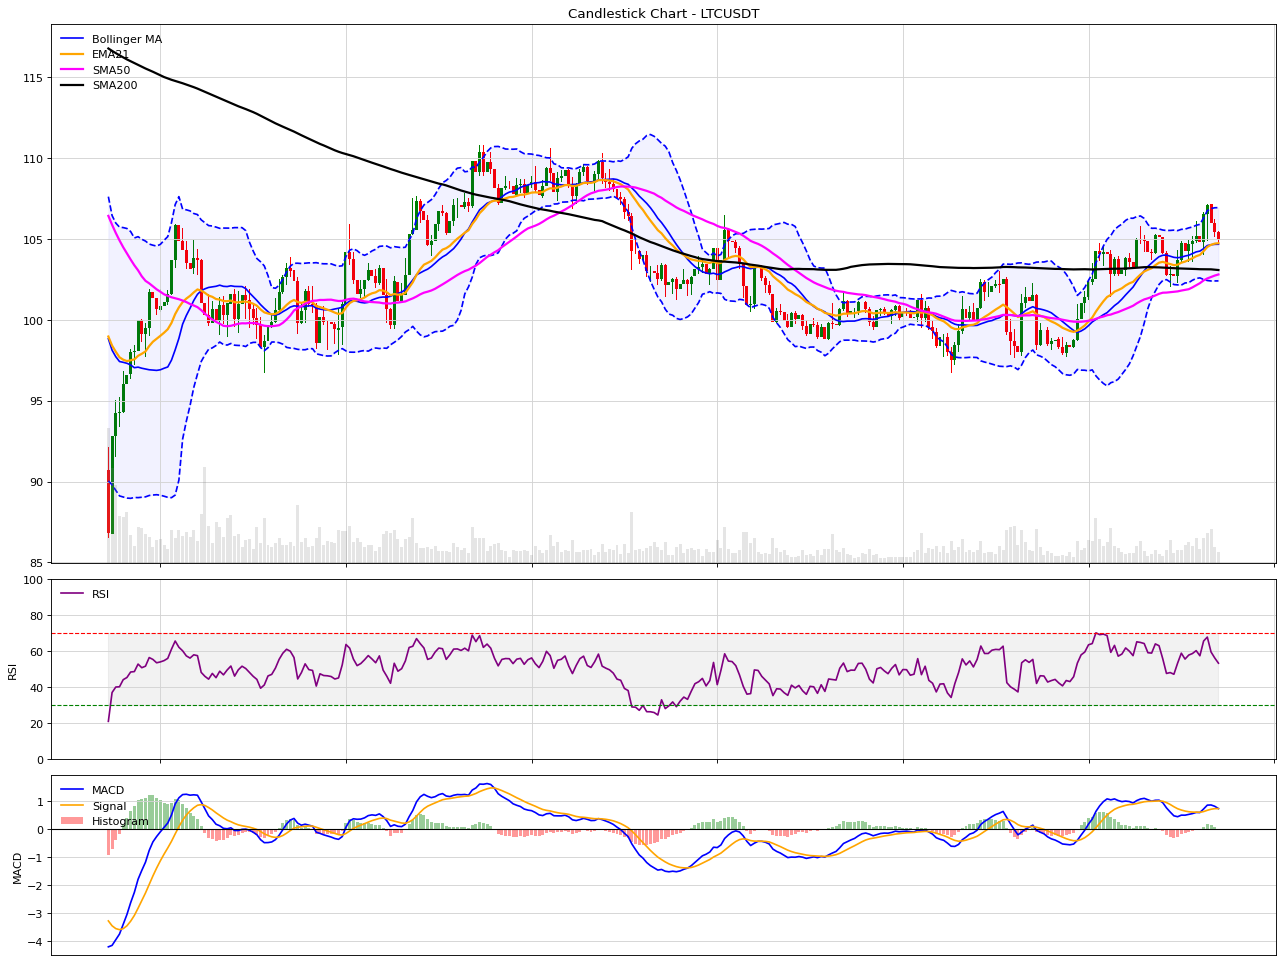 Candlestick Chart - LTCUSDT
Bollinger MA
EMA21
SMA50
SMA200
115
110
105
100
95
90
85
100
80
60
40
20
0
RSI
RSI
1
0
−1
−2
−3
−4
MACD
MACD
Signal
Histogram